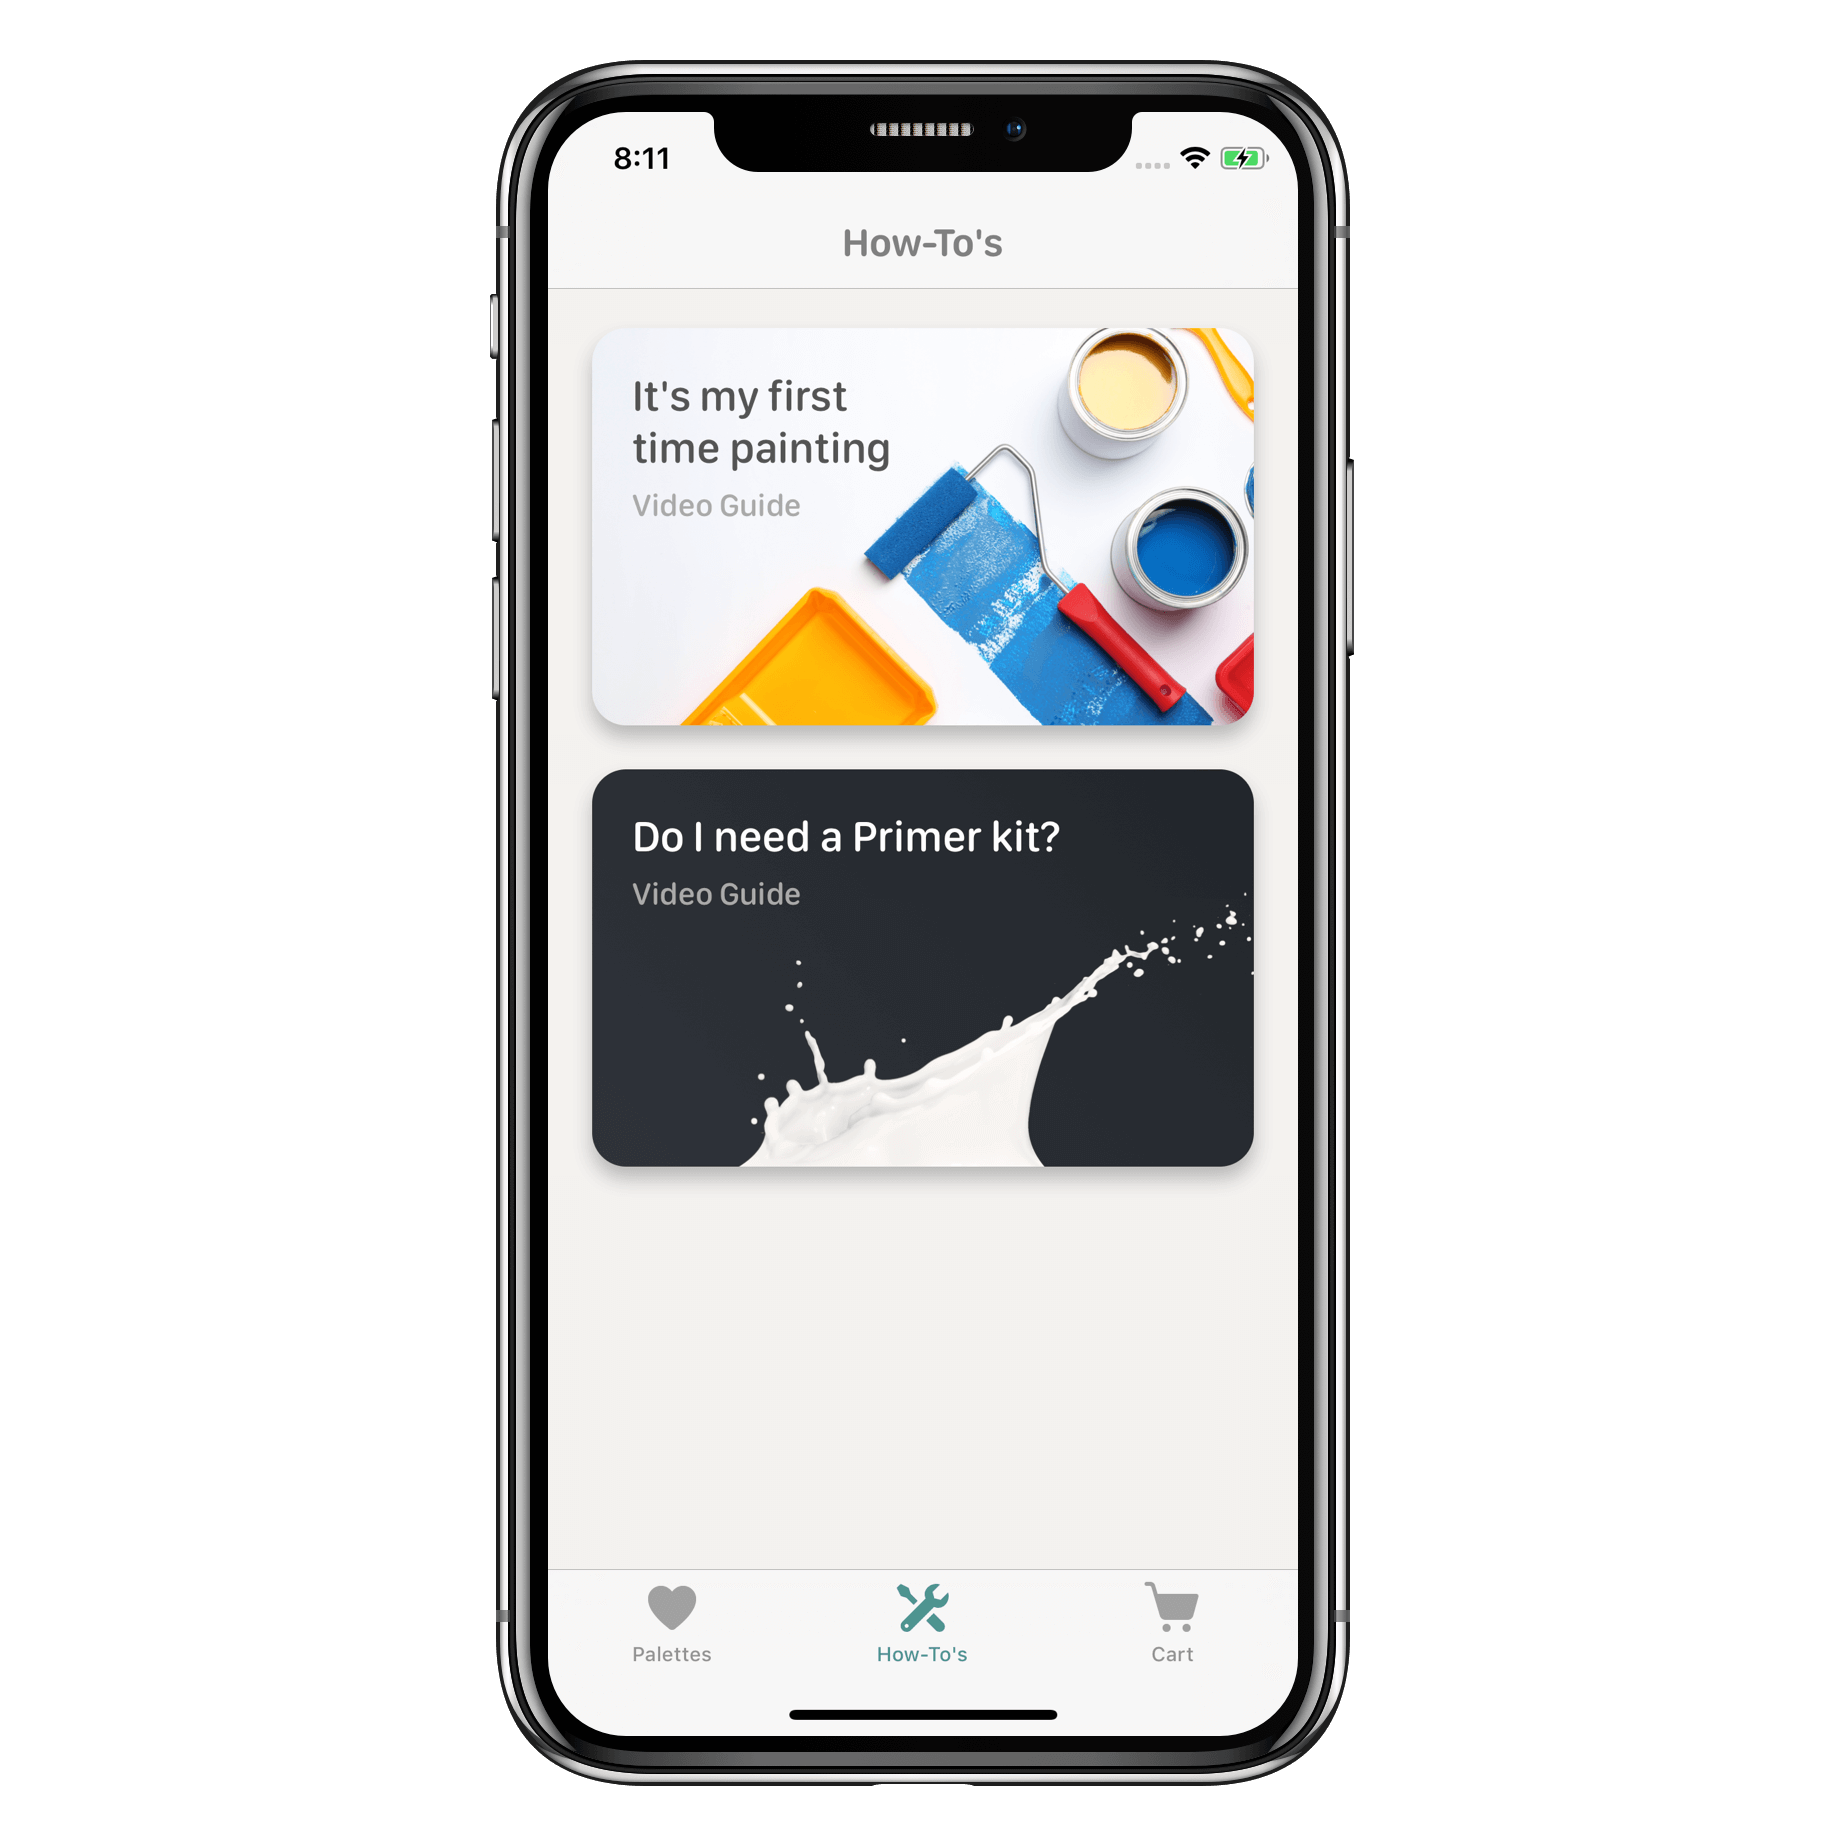 8:11
How-To's
It's my first
time painting
Video Guide
Do I need a Primer kit?
Video Guide
Palettes
How-To's
Cart